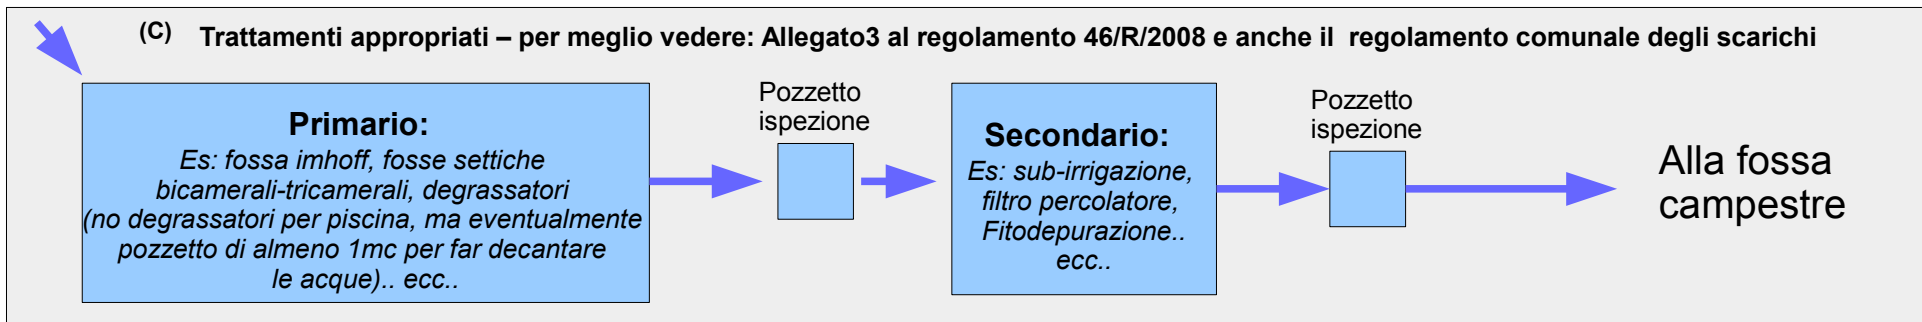 (C) Trattamenti appropriati – per meglio vedere: Allegato3 al regolamento 46/R/2008 e anche il regolamento comunale degli scarichi
Primario:
Es: fossa imhoff, fosse settiche
bicamerali-tricamerali, degrassatori
(no degrassatori per piscina, ma eventualmente
pozzetto di almeno 1mc per far decantare
le acque).. ecc..
Pozzetto
ispezione
Secondario:
Es: sub-irrigazione,
filtro percolatore,
Fitodepurazione..
ecc..
Pozzetto
ispezione
Alla fossa
campestre